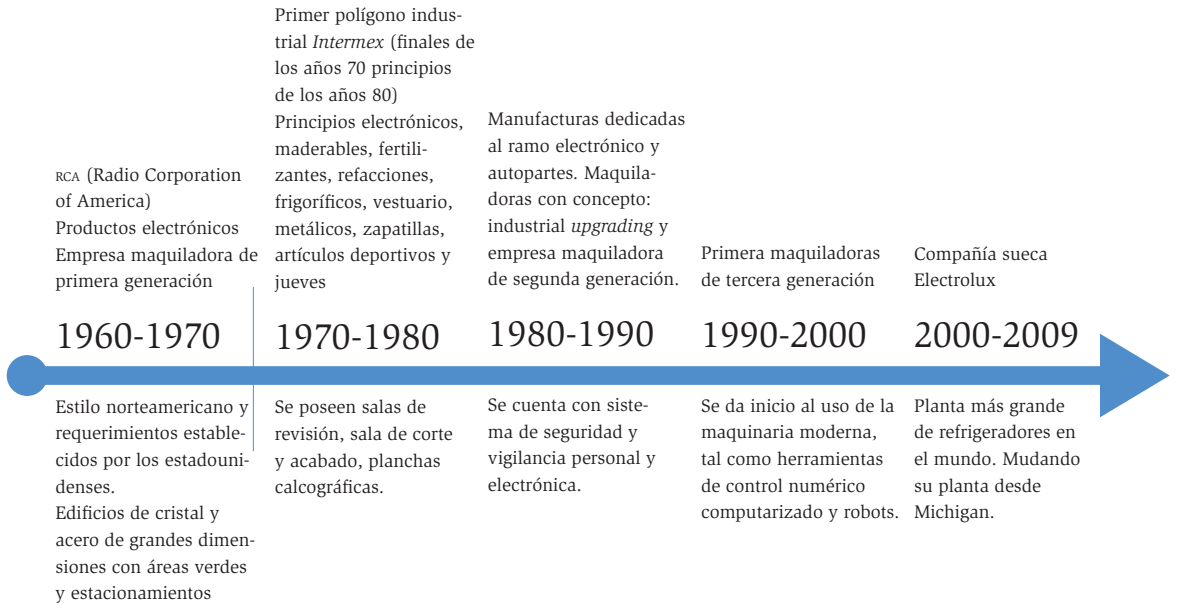 RCA (Radio Corporation
of America)
Productos electrónicos
Empresa maquiladora de
primera generación
1960-1970
Estilo norteamericano y
requerimientos estable-
cidos por los estadouni-
denses.
Edificios de cristal y
acero de grandes dimen-
siones con áreas verdes
y estacionamientos
Primer polígono indus-
trial Intermex (finales de
los años 70 principios
de los años 80)
Principios electrónicos,
maderables, fertili-
zantes, refacciones,
frigoríficos, vestuario,
metálicos, zapatillas,
artículos deportivos y
jueves
1970-1980
Se poseen salas de
revisión, sala de corte
y acabado, planchas
calcográficas.
Manufacturas dedicadas
al ramo electrónico y
autopartes. Maquila-
doras con concepto:
industrial upgrading y
empresa maquiladora
de segunda generación.
1980-1990
Se cuenta con siste-
ma de seguridad y
vigilancia personal y
electrónica.
Primera maquiladoras
de tercera generación
1990-2000
Se da inicio al uso de la
maquinaria moderna,
tal como herramientas
de control numérico
computarizado y robots.
Compañía sueca
Electrolux
2000-2009
Planta más grande
de refrigeradores en
el mundo. Mudando
su planta desde
Michigan.